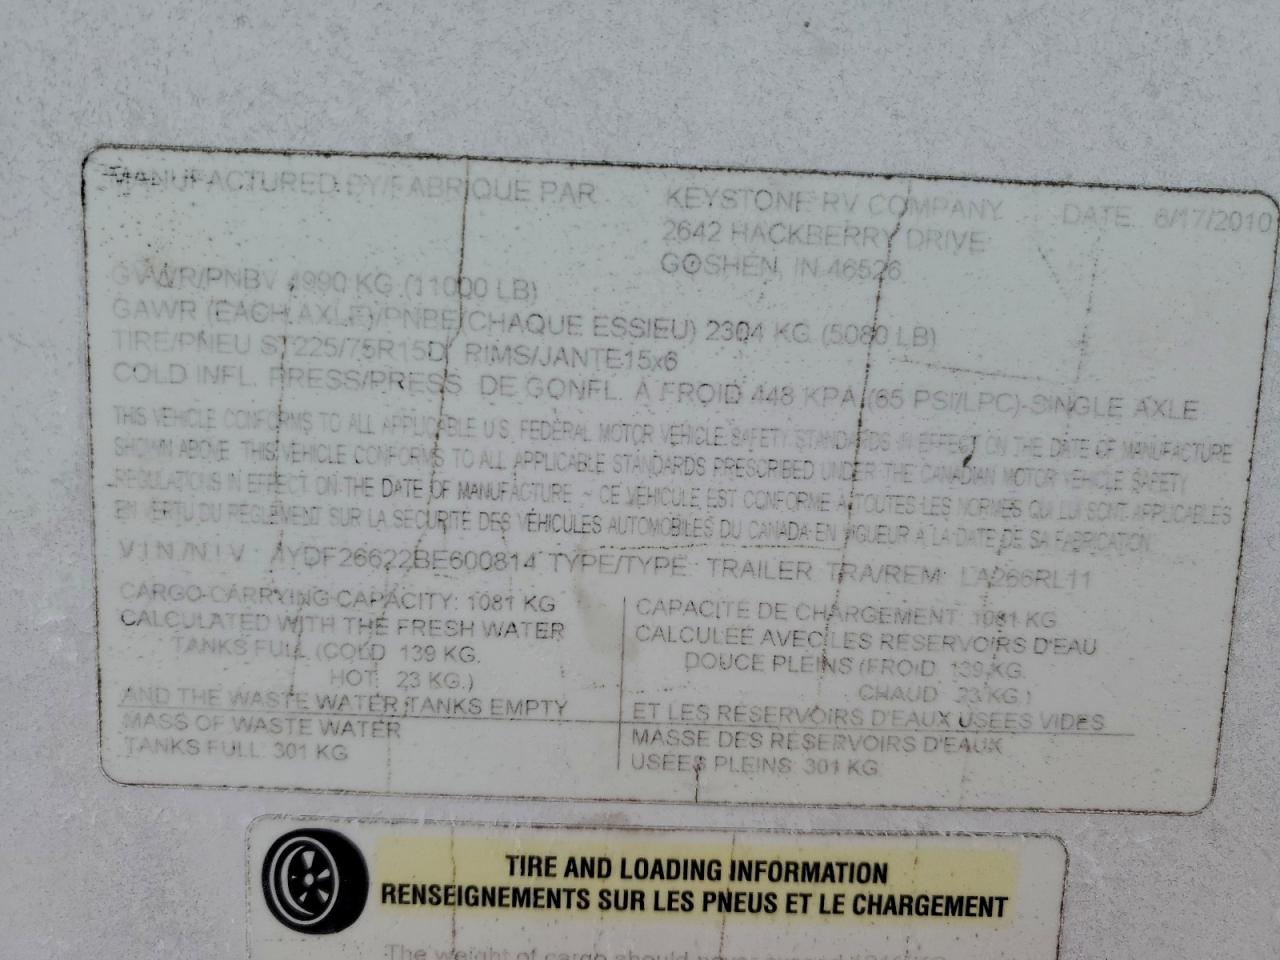 MANUFACTURED BY/FABRIQUE PAR KEYSTONE RV COMPANY DATE 6/17/2010
2642 HACKBERRY DRIVE
GOSHEN, IN 46526
GVWR/PNBV 4990 KG (11000 LB)
GAWR (EACH AXLE)/PNBE(CHAQUE ESSIEU) 2304 KG (5080 LB)
TIRE/PNEU ST225/75R15D RIMS/JANTE15x6
COLD INFL. PRESS/PRESS DE GONFL. A FROID 448 KPA (65 PSI/LPC)-SINGLE AXLE
THIS VEHICLE CONFORMS TO ALL APPLICABLE U.S. FEDERAL MOTOR VEHICLE SAFETY STANDARDS IN EFFECT ON THE DATE OF MANUFACTURE
SHOWN ABOVE. THIS VEHICLE CONFORMS TO ALL APPLICABLE STANDARDS PRESCRIBED UNDER THE CANADIAN MOTOR VEHICLE SAFETY
REGULATIONS IN EFFECT ON THE DATE OF MANUFACTURE ~ CE VEHICULE EST CONFORME A TOUTES LES NORMES QUI LUI SONT APPLICABLES
EN VERTU DU REGLEMENT SUR LA SECURITE DES VEHICULES AUTOMOBILES DU CANADA EN VIGUEUR A LA DATE DE SA FABRICATION
V.I.N./N.I.V. 4YDF26622BE600814 TYPE/TYPE: TRAILER TRA/REM: LA266RL11
CARGO CARRYING CAPACITY: 1081 KG
CALCULATED WITH THE FRESH WATER
TANKS FULL (COLD 139 KG,
HOT 23 KG.)
AND THE WASTE WATER TANKS EMPTY
MASS OF WASTE WATER
TANKS FULL: 301 KG
CAPACITE DE CHARGEMENT: 1081 KG
CALCULEE AVEC LES RESERVOIRS D'EAU
DOUCE PLEINS (FROID 139 KG.
CHAUD 23 KG.)
ET LES RESERVOIRS D'EAUX USEES VIDES
MASSE DES RESERVOIRS D'EAUX
USEES PLEINS: 301 KG
TIRE AND LOADING INFORMATION
RENSEIGNEMENTS SUR LES PNEUS ET LE CHARGEMENT
The weight of cargo should never exceed